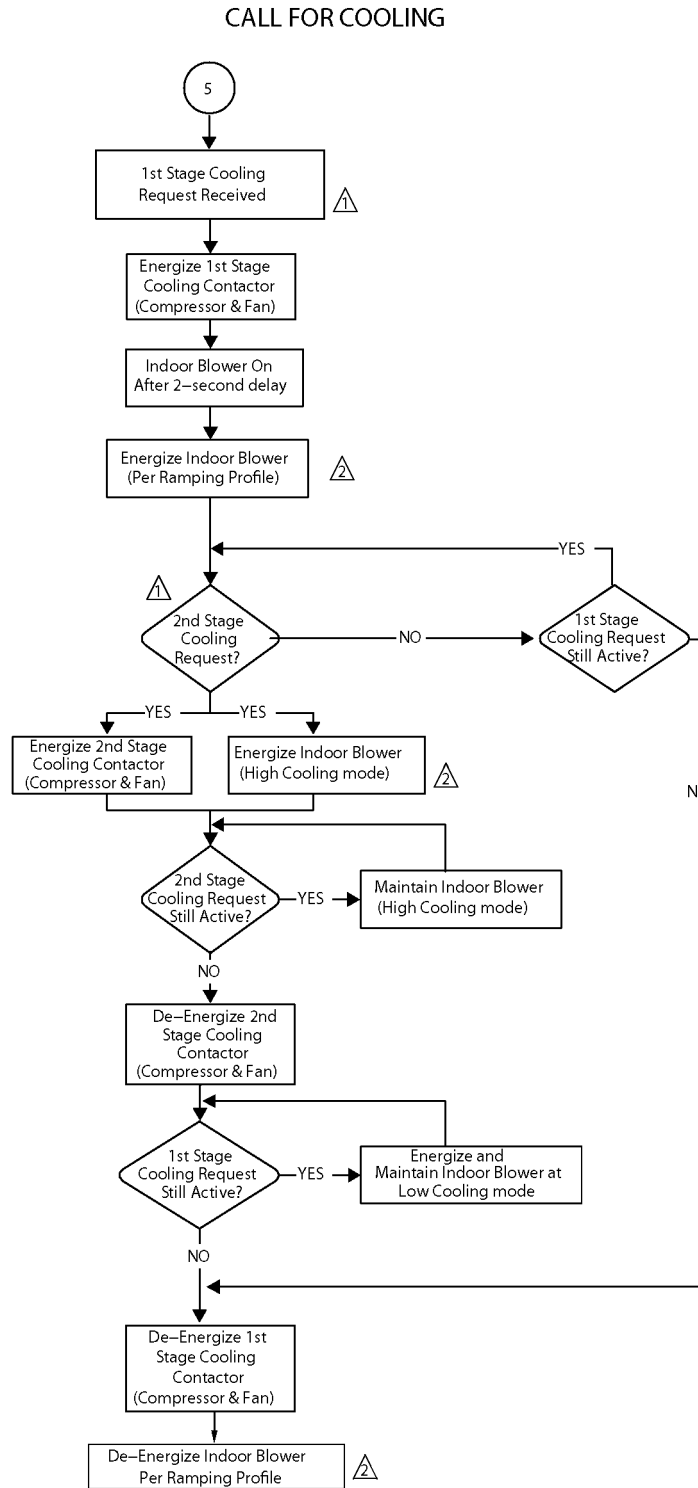 CALL FOR COOLING
5
1st Stage Cooling
Request Received
1
Energize 1st Stage
Cooling Contactor
(Compressor & Fan)
Indoor Blower On
After 2−second delay
Energize Indoor Blower
(Per Ramping Profile)
2
YES
1
2nd Stage
Cooling
Request?
NO
1st Stage
Cooling Request
Still Active?
YES
YES
Energize 2nd Stage
Cooling Contactor
(Compressor & Fan)
Energize Indoor Blower
(High Cooling mode)
2
N
2nd Stage
Cooling Request
Still Active?
YES
Maintain Indoor Blower
(High Cooling mode)
NO
De−Energize 2nd
Stage Cooling
Contactor
(Compressor & Fan)
1st Stage
Cooling Request
Still Active?
YES
Energize and
Maintain Indoor Blower at
Low Cooling mode
NO
De−Energize 1st
Stage Cooling
Contactor
(Compressor & Fan)
De−Energize Indoor Blower
Per Ramping Profile
2